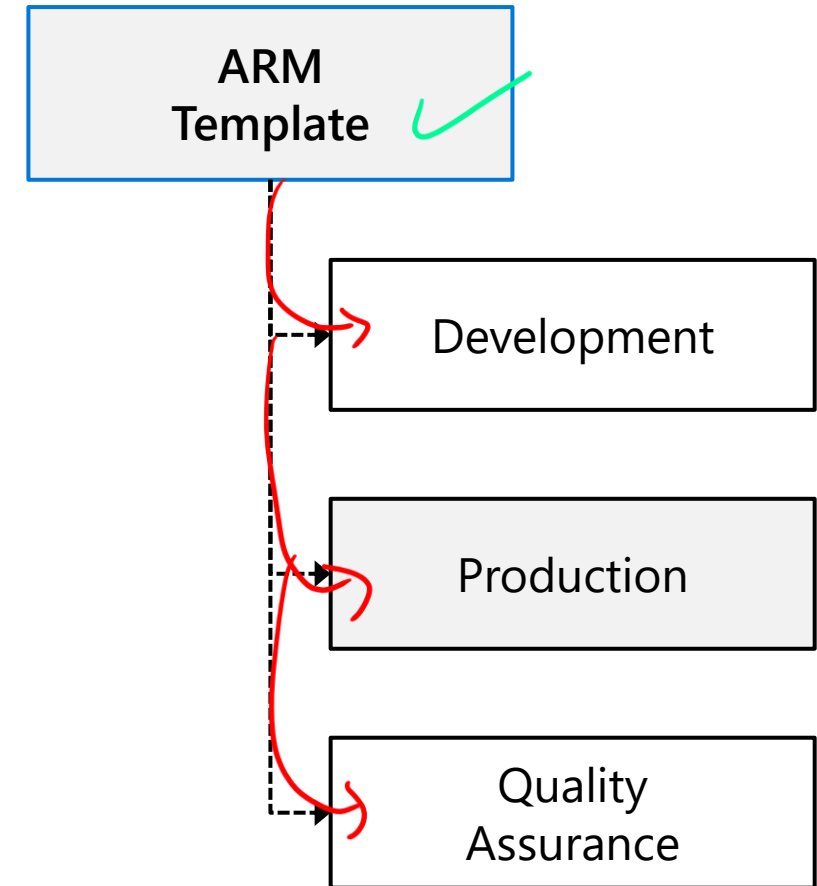 ARM
Template
Development
Production
Quality
Assurance